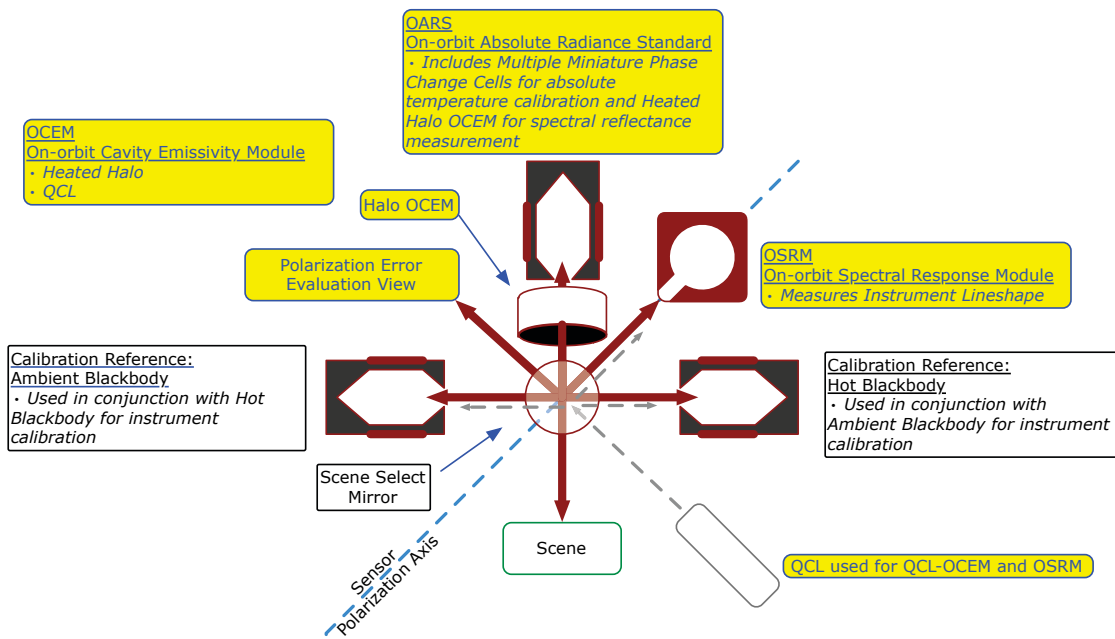 OARS
On-orbit Absolute Radiance Standard
• Includes Multiple Miniature Phase
Change Cells for absolute
temperature calibration and Heated
Halo OCEM for spectral reflectance
measurement
OCEM
On-orbit Cavity Emissivity Module
• Heated Halo
• QCL
Halo OCEM
Polarization Error
Evaluation View
OSRM
On-orbit Spectral Response Module
• Measures Instrument Lineshape
Calibration Reference:
Ambient Blackbody
• Used in conjunction with Hot
Blackbody for instrument
calibration
Calibration Reference:
Hot Blackbody
• Used in conjunction with
Ambient Blackbody for instrument
calibration
Scene Select
Mirror
Scene
Sensor
Polarization Axis
QCL used for QCL-OCEM and OSRM